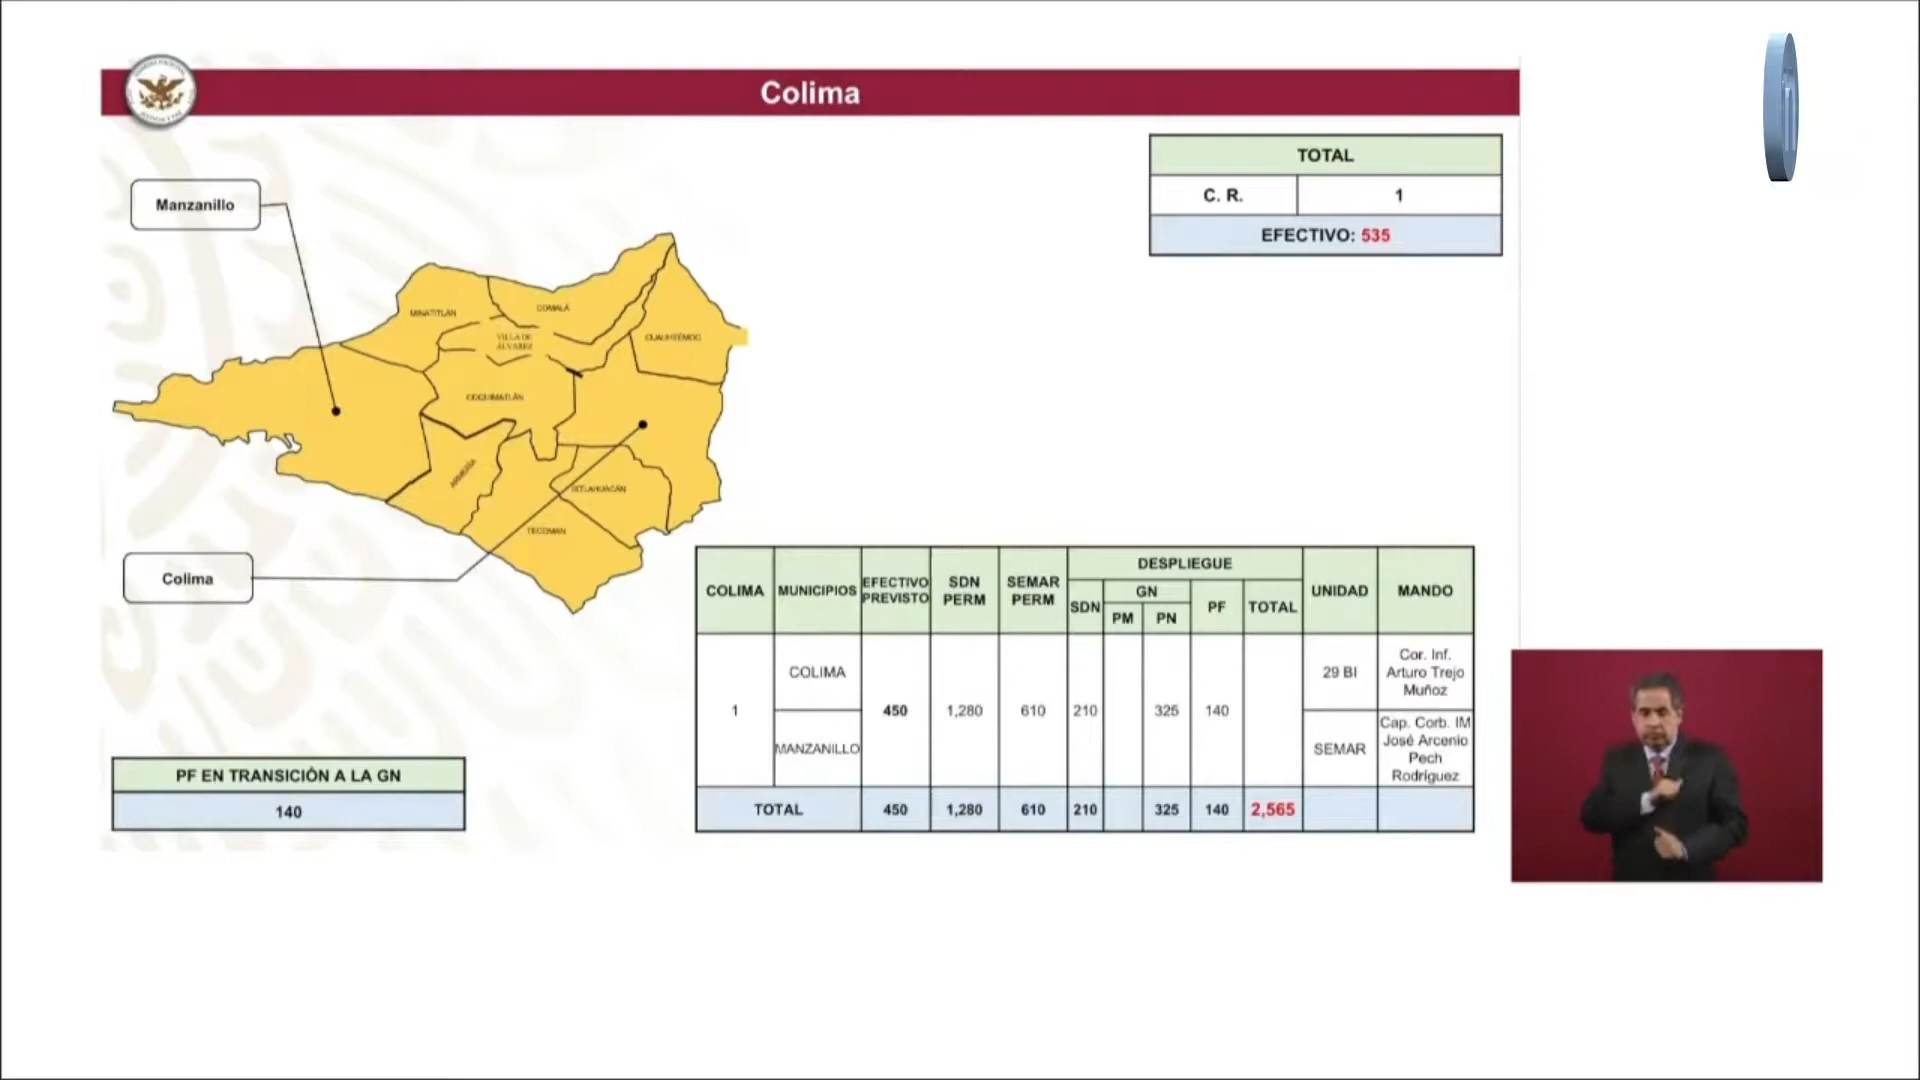 Colima
Manzanillo
TOTAL
C. R. 1
EFECTIVO: 535
MINATITLÁN
COMALA
VILLA DE
ÁLVAREZ
CUAUHTÉMOC
COQUIMATLÁN
ARMERÍA
IXTLAHUACÁN
TECOMAN
Colima
COLIMA MUNICIPIOS EFECTIVO PREVISTO SDN PERM SEMAR PERM DESPLIEGUE UNIDAD MANDO
SDN GN PF TOTAL
PM PN
1 COLIMA 450 1,280 610 210 325 140 29 BI Cor. Inf.
Arturo Trejo
Muñoz
MANZANILLO SEMAR Cap. Corb. IM
José Arcenio
Pech
Rodríguez
TOTAL 450 1,280 610 210 325 140 2,565
PF EN TRANSICIÓN A LA GN
140